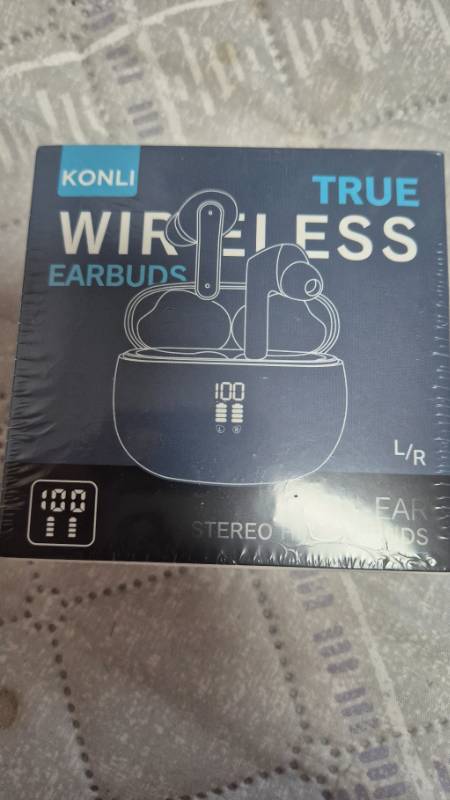 KONLI
TRUE
WIRELESS
EARBUDS
100
L R
L/R
100
EAR
STEREO